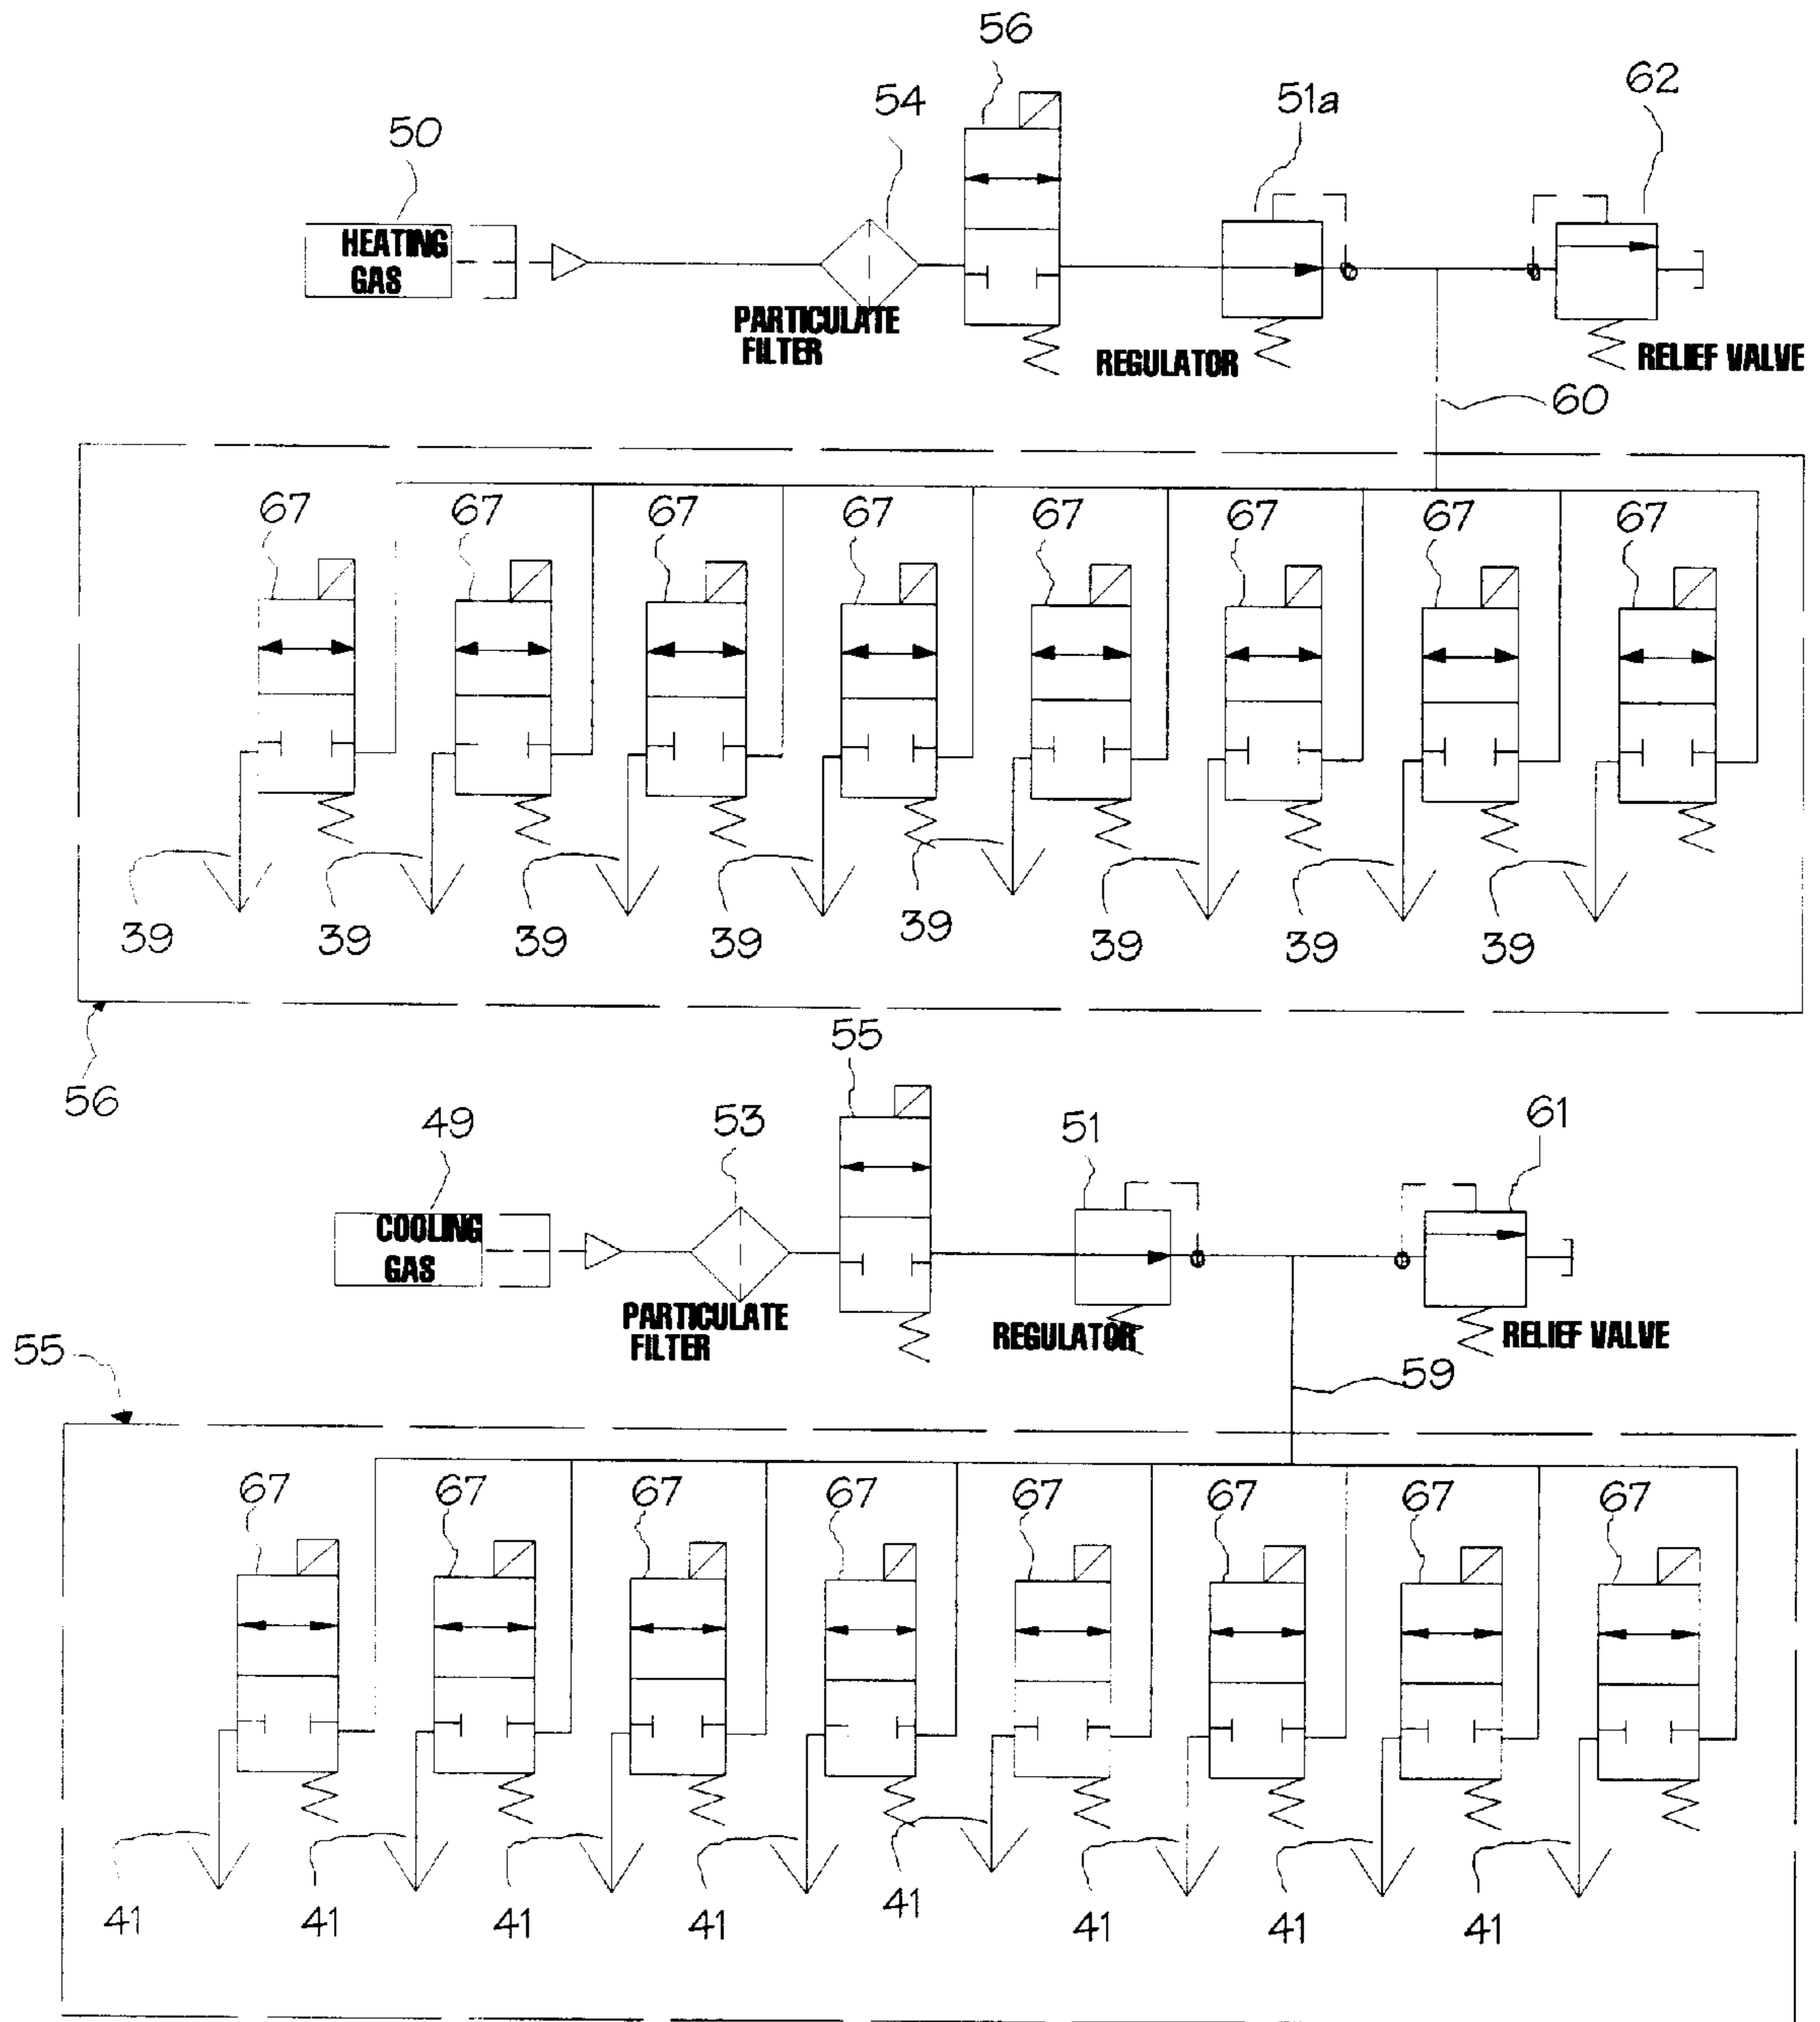 56
51a
62
54
50
HEATING
GAS
PARTICULATE
FILTER
REGULATOR
RELIEF VALVE
60
67 67 67 67 67 67 67 67
39 39 39 39 39 39 39 39
56
55
49
53
51
61
COOLING
GAS
PARTICULATE
FILTER
REGULATOR
RELIEF VALVE
55
59
67 67 67 67 67 67 67 67
41 41 41 41 41 41 41 41